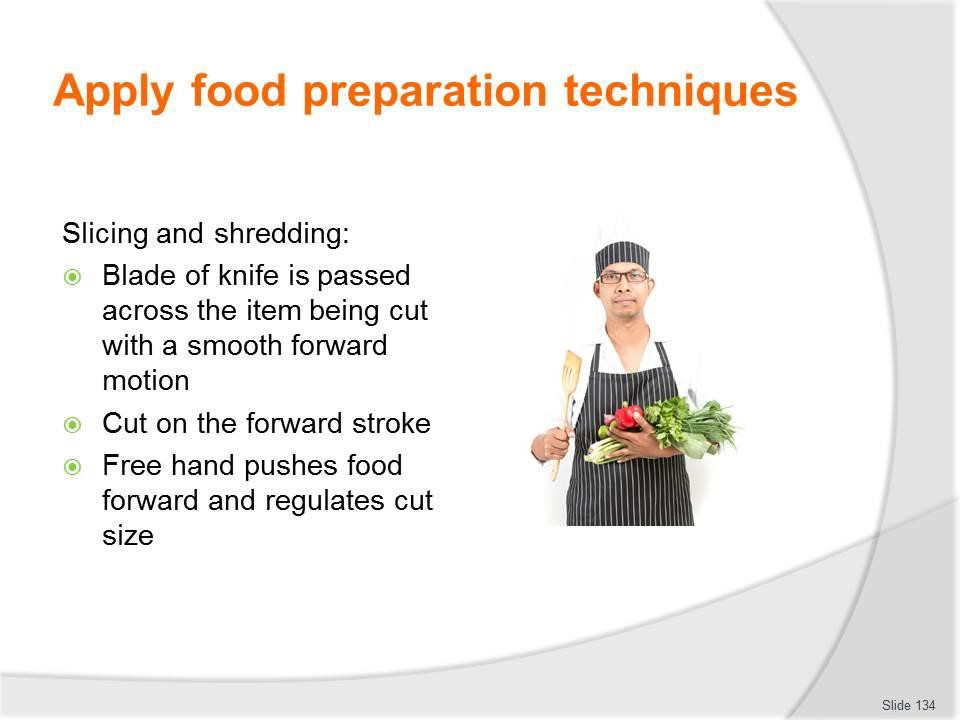 Apply food preparation techniques
Slicing and shredding:
Blade of knife is passed
across the item being cut
with a smooth forward
motion
Cut on the forward stroke
Free hand pushes food
forward and regulates cut
size
Slide 134